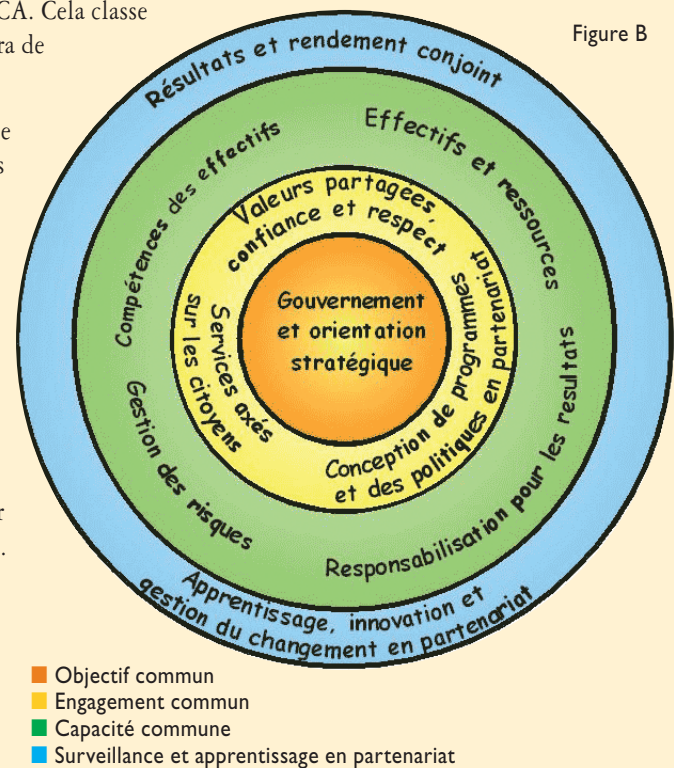 CA. Cela classe
ra de
e
s
r
.
Figure B
Résultats et rendement conjoint
Compétences des effectifs
Effectifs et ressources
Valeurs partagées,
confiance et respect
Gouvernement
et orientation
stratégique
Services axés
sur les citoyens
Conception de programmes
et des politiques en partenariat
Gestion des risques
Responsabilisation pour les resultats
Apprentissage, innovation et
gestion du changement en partenariat
Objectif commun
Engagement commun
Capacité commune
Surveillance et apprentissage en partenariat